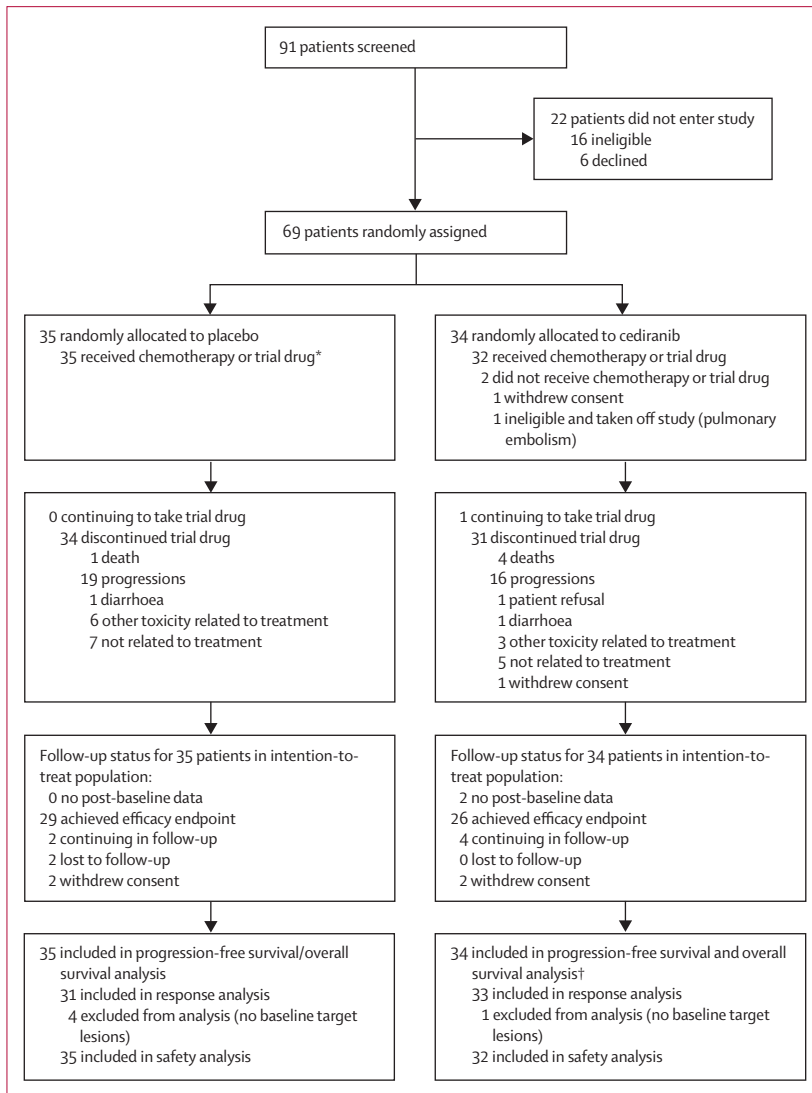 91 patients screened
22 patients did not enter study
16 ineligible
6 declined
69 patients randomly assigned
35 randomly allocated to placebo
35 received chemotherapy or trial drug*
34 randomly allocated to cediranib
32 received chemotherapy or trial drug
2 did not receive chemotherapy or trial drug
1 withdrew consent
1 ineligible and taken off study (pulmonary
embolism)
0 continuing to take trial drug
34 discontinued trial drug
1 death
19 progressions
1 diarrhoea
6 other toxicity related to treatment
7 not related to treatment
1 continuing to take trial drug
31 discontinued trial drug
4 deaths
16 progressions
1 patient refusal
1 diarrhoea
3 other toxicity related to treatment
5 not related to treatment
1 withdrew consent
Follow-up status for 35 patients in intention-to-
treat population:
0 no post-baseline data
29 achieved efficacy endpoint
2 continuing in follow-up
2 lost to follow-up
2 withdrew consent
Follow-up status for 34 patients in intention-to-
treat population:
2 no post-baseline data
26 achieved efficacy endpoint
4 continuing in follow-up
0 lost to follow-up
2 withdrew consent
35 included in progression-free survival/overall
survival analysis
31 included in response analysis
4 excluded from analysis (no baseline target
lesions)
35 included in safety analysis
34 included in progression-free survival and overall
survival analysis†
33 included in response analysis
1 excluded from analysis (no baseline target
lesions)
32 included in safety analysis